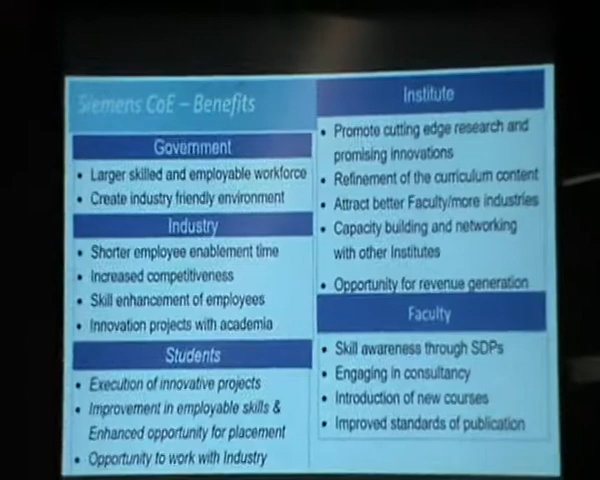 Siemens CoE – Benefits
Government
• Larger skilled and employable workforce
• Create industry friendly environment
Industry
• Shorter employee enablement time
• Increased competitiveness
• Skill enhancement of employees
• Innovation projects with academia
Students
• Execution of innovative projects
• Improvement in employable skills &
Enhanced opportunity for placement
• Opportunity to work with Industry
Institute
• Promote cutting edge research and
promising innovations
• Refinement of the curriculum content
• Attract better Faculty/more industries
• Capacity building and networking
with other Institutes
• Opportunity for revenue generation
Faculty
• Skill awareness through SDPs
• Engaging in consultancy
• Introduction of new courses
• Improved standards of publication